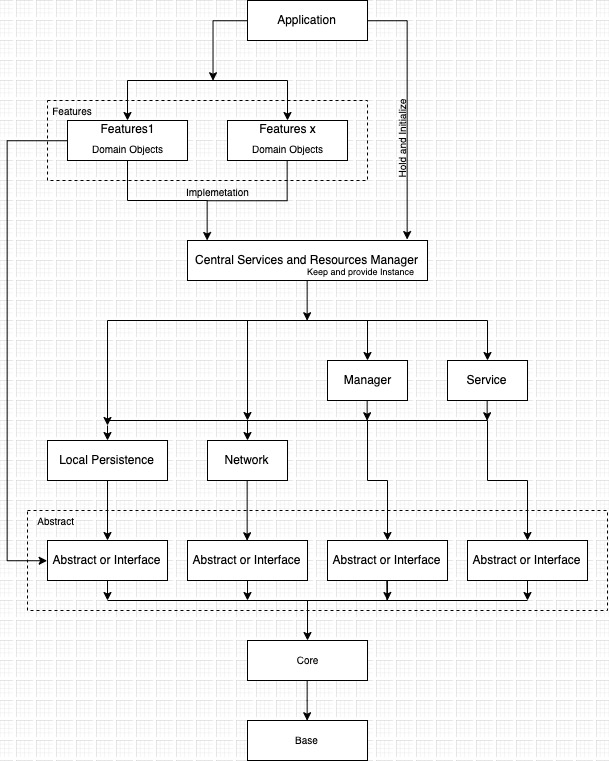 Application
Features
Features1
Domain Objects
Features x
Domain Objects
Hold and Initialize
Implemetation
Central Services and Resources Manager
Keep and provide Instance
Manager
Service
Local Persistence
Network
Abstract
Abstract or Interface
Abstract or Interface
Abstract or Interface
Abstract or Interface
Core
Base